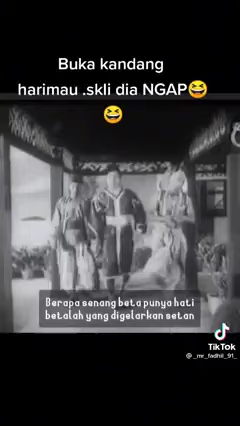 Buka kandang
harimau .skli dia NGAP😆
😆
Berapa senang beta punya hati
betalah yang digelarkan setan
TikTok
@_mr_fadhil_91_